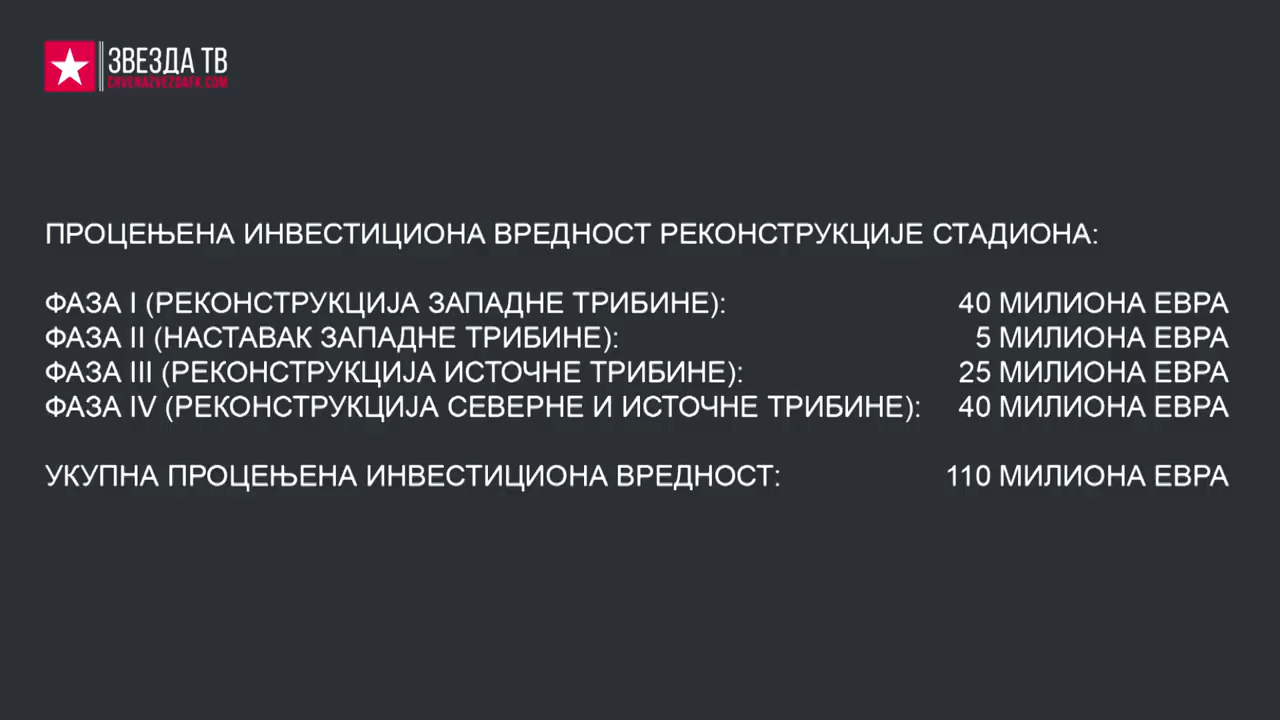 ЗВЕЗДА ТВ
CRVENAZVEZDAFK.COM
ПРОЦЕЊЕНА ИНВЕСТИЦИОНА ВРЕДНОСТ РЕКОНСТРУКЦИЈЕ СТАДИОНА:
ФАЗА I (РЕКОНСТРУКЦИЈА ЗАПАДНЕ ТРИБИНЕ): 40 МИЛИОНА ЕВРА
ФАЗА II (НАСТАВАК ЗАПАДНЕ ТРИБИНЕ): 5 МИЛИОНА ЕВРА
ФАЗА III (РЕКОНСТРУКЦИЈА ИСТОЧНЕ ТРИБИНЕ): 25 МИЛИОНА ЕВРА
ФАЗА IV (РЕКОНСТРУКЦИЈА СЕВЕРНЕ И ИСТОЧНЕ ТРИБИНЕ): 40 МИЛИОНА ЕВРА
УКУПНА ПРОЦЕЊЕНА ИНВЕСТИЦИОНА ВРЕДНОСТ: 110 МИЛИОНА ЕВРА